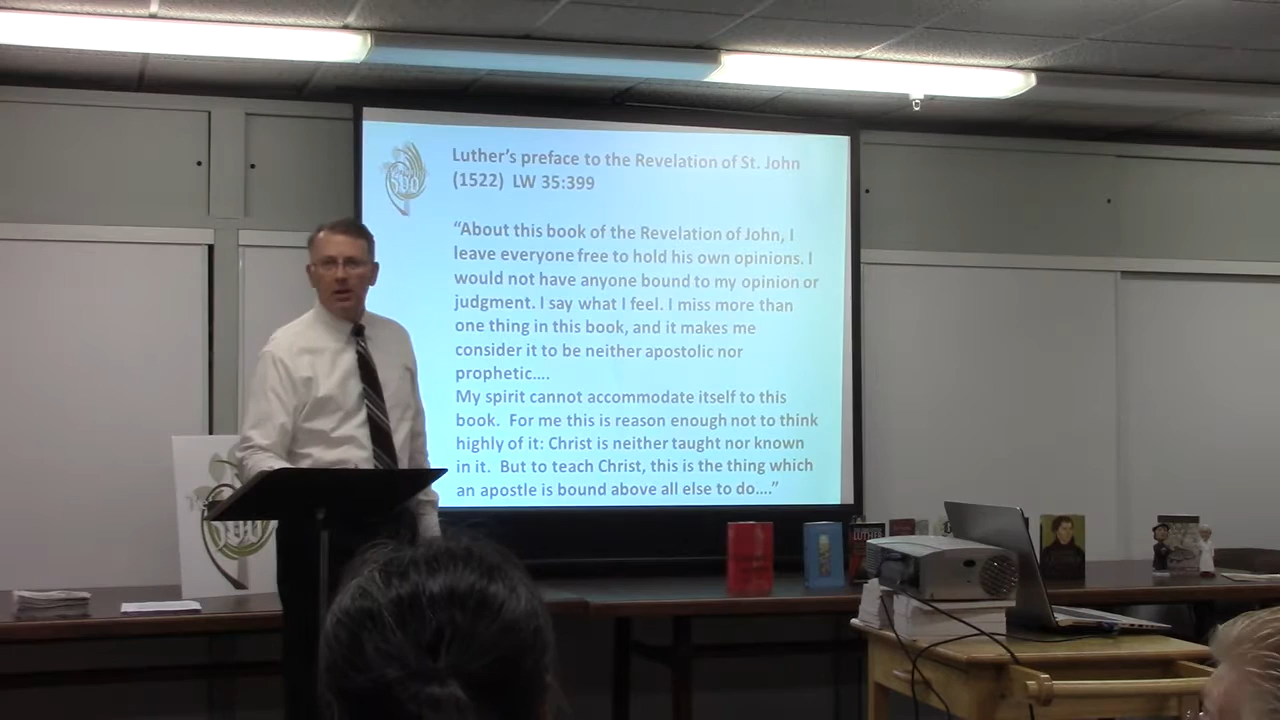 Luther’s preface to the Revelation of St. John
(1522) LW 35:399
“About this book of the Revelation of John, I
leave everyone free to hold his own opinions. I
would not have anyone bound to my opinion or
judgment. I say what I feel. I miss more than
one thing in this book, and it makes me
consider it to be neither apostolic nor
prophetic....
My spirit cannot accommodate itself to this
book. For me this is reason enough not to think
highly of it: Christ is neither taught nor known
in it. But to teach Christ, this is the thing which
an apostle is bound above all else to do....”
500
LUTHER